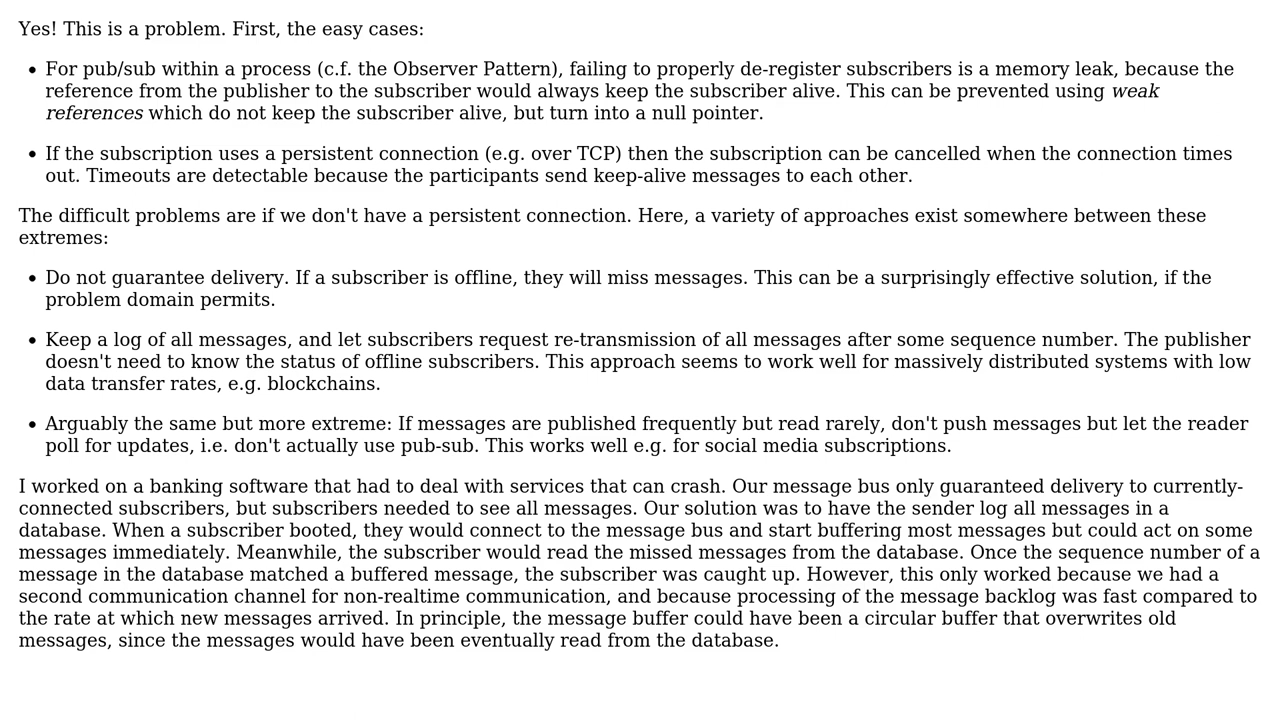 Yes! This is a problem. First, the easy cases:
• For pub/sub within a process (c.f. the Observer Pattern), failing to properly de-register subscribers is a memory leak, because the
reference from the publisher to the subscriber would always keep the subscriber alive. This can be prevented using weak
references which do not keep the subscriber alive, but turn into a null pointer.
• If the subscription uses a persistent connection (e.g. over TCP) then the subscription can be cancelled when the connection times
out. Timeouts are detectable because the participants send keep-alive messages to each other.
The difficult problems are if we don't have a persistent connection. Here, a variety of approaches exist somewhere between these
extremes:
• Do not guarantee delivery. If a subscriber is offline, they will miss messages. This can be a surprisingly effective solution, if the
problem domain permits.
• Keep a log of all messages, and let subscribers request re-transmission of all messages after some sequence number. The publisher
doesn't need to know the status of offline subscribers. This approach seems to work well for massively distributed systems with low
data transfer rates, e.g. blockchains.
• Arguably the same but more extreme: If messages are published frequently but read rarely, don't push messages but let the reader
poll for updates, i.e. don't actually use pub-sub. This works well e.g. for social media subscriptions.
I worked on a banking software that had to deal with services that can crash. Our message bus only guaranteed delivery to currently-
connected subscribers, but subscribers needed to see all messages. Our solution was to have the sender log all messages in a
database. When a subscriber booted, they would connect to the message bus and start buffering most messages but could act on some
messages immediately. Meanwhile, the subscriber would read the missed messages from the database. Once the sequence number of a
message in the database matched a buffered message, the subscriber was caught up. However, this only worked because we had a
second communication channel for non-realtime communication, and because processing of the message backlog was fast compared to
the rate at which new messages arrived. In principle, the message buffer could have been a circular buffer that overwrites old
messages, since the messages would have been eventually read from the database.